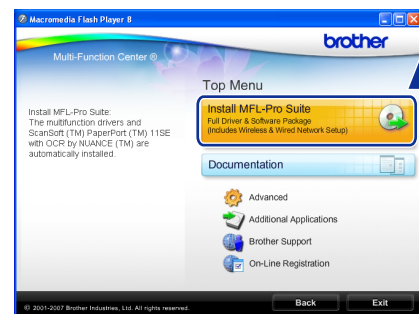 Macromedia Flash Player 8
brother
Multi-Function Center ®
Top Menu
Install MFL-Pro Suite
Full Driver & Software Package
(Includes Wireless & Wired Network Setup)
Install MFL-Pro Suite:
The multifunction drivers and
ScanSoft (TM) PaperPort (TM) 11SE
with OCR by NUANCE (TM) are
automatically installed.
Documentation
Advanced
Additional Applications
Brother Support
On-Line Registration
© 2001-2007 Brother Industries, Ltd. All rights reserved.
Back
Exit